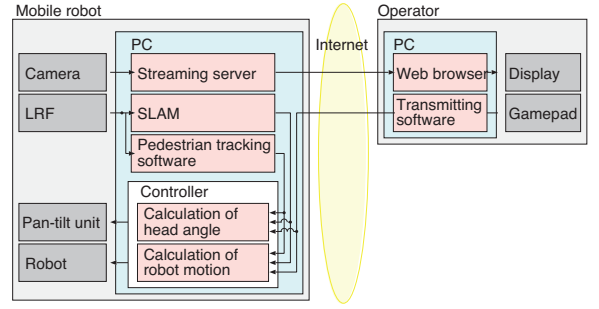 Mobile robot
Operator
PC
Internet
PC
Camera
Streaming server
Web browser
Display
LRF
SLAM
Transmitting
software
Gamepad
Pedestrian tracking
software
Controller
Pan-tilt unit
Calculation of
head angle
Robot
Calculation of
robot motion